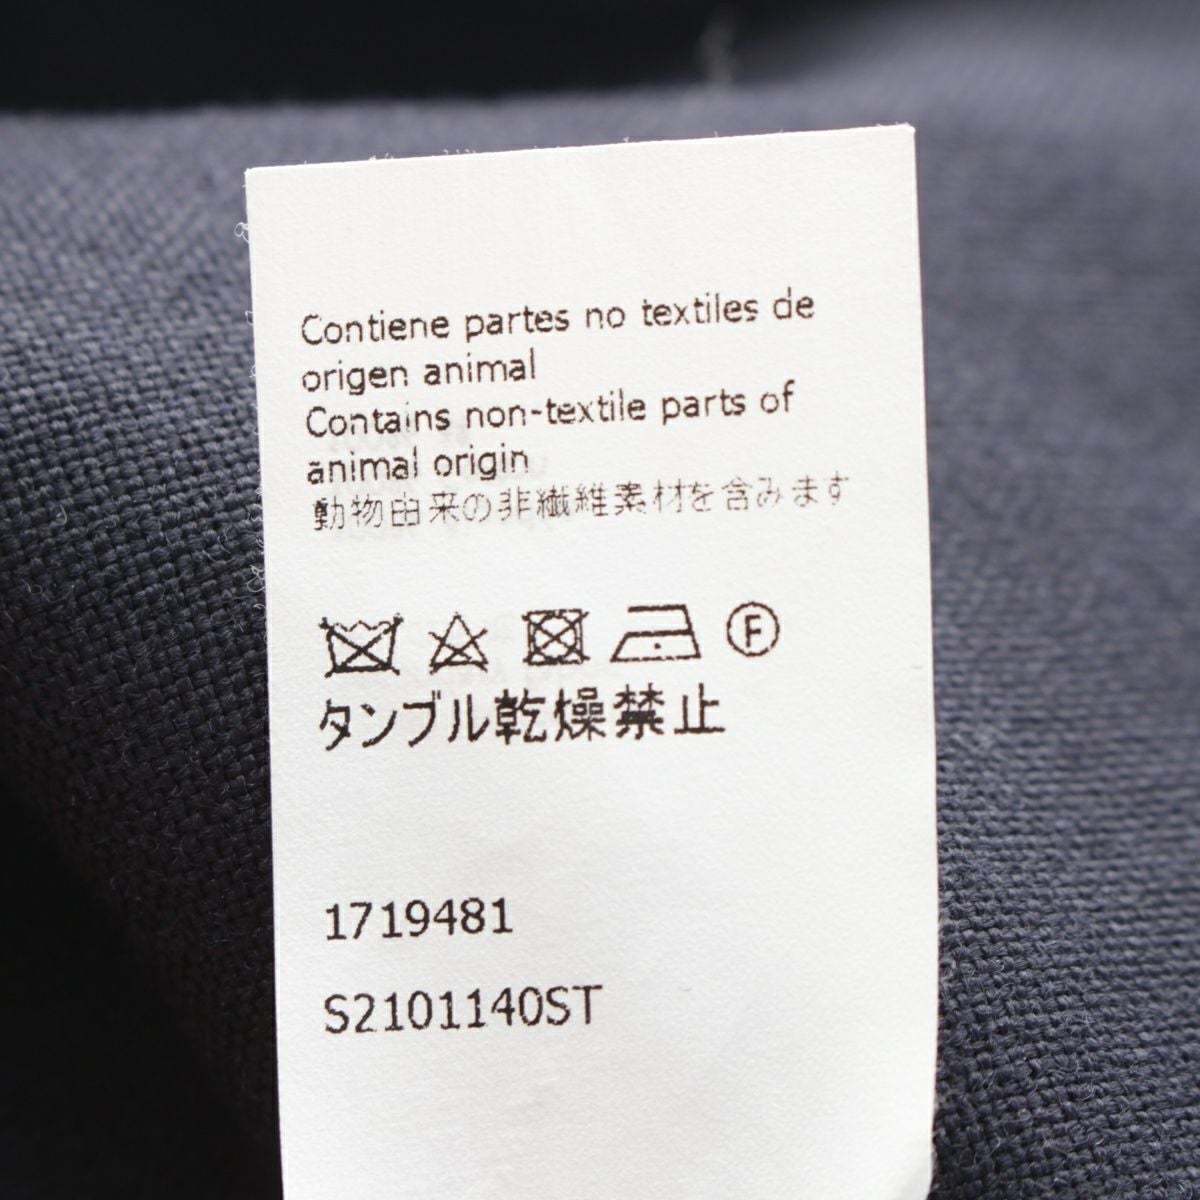 Contiene partes no textiles de
origen animal
Contains non-textile parts of
animal origin
動物由来の非繊維素材を含みます
F
タンブル乾燥禁止
1719481
S2101140ST